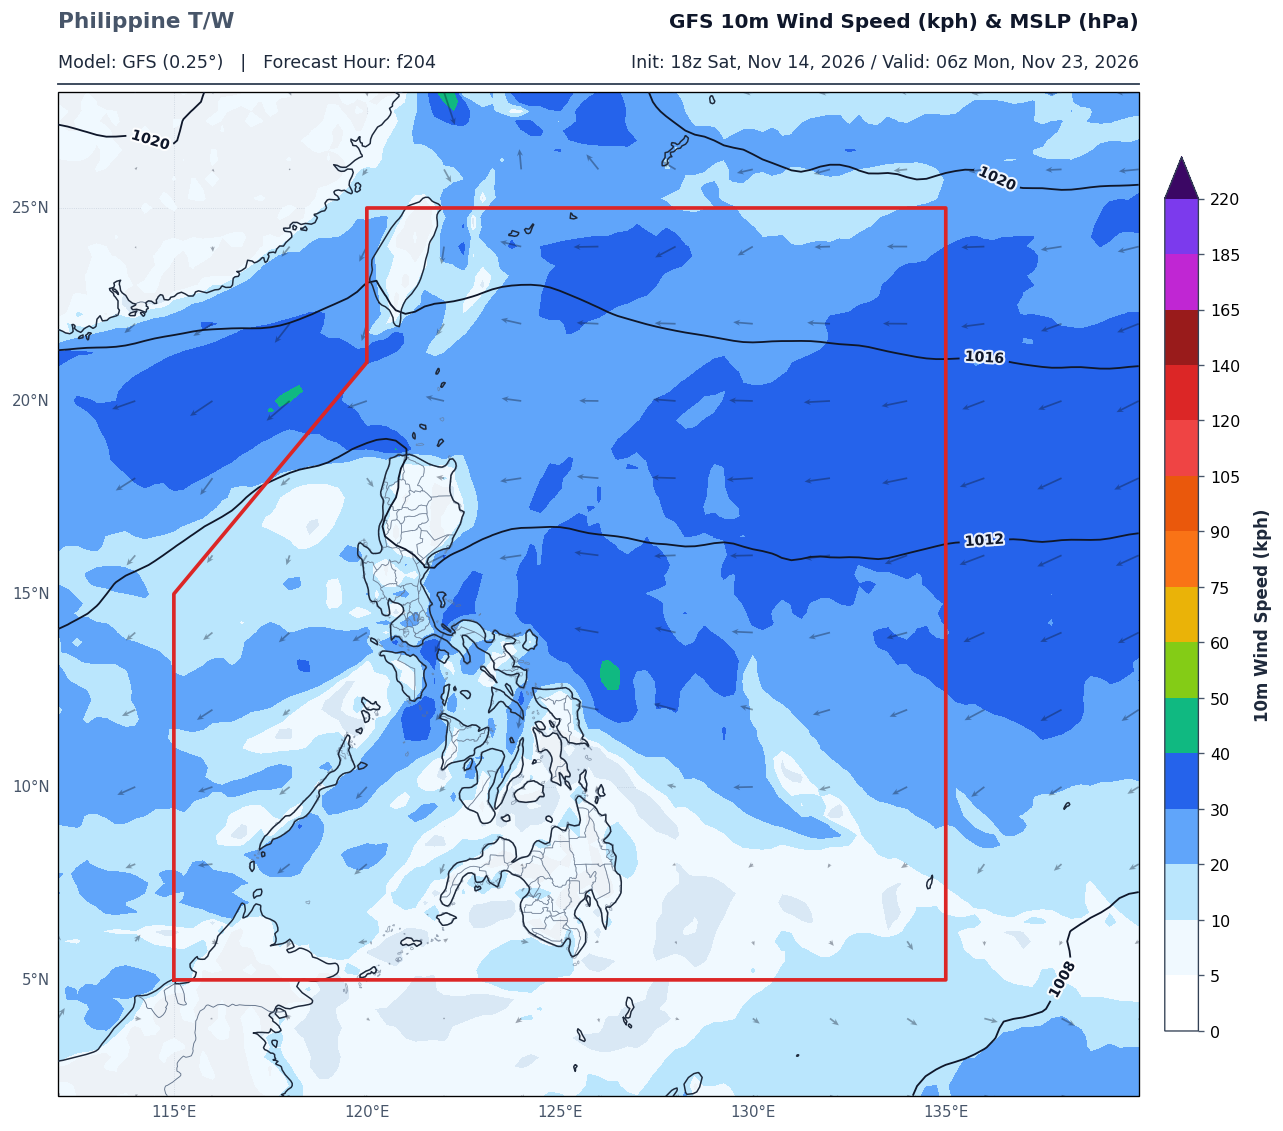 Philippine T/W
GFS 10m Wind Speed (kph) & MSLP (hPa)
Model: GFS (0.25°)   |   Forecast Hour: f204
Init: 18z Sat, Nov 14, 2026 / Valid: 06z Mon, Nov 23, 2026
1020
1020
1016
1012
1008
25°N
20°N
15°N
10°N
5°N
115°E
120°E
125°E
130°E
135°E
220
185
165
140
120
105
90
75
60
50
40
30
20
10
5
0
10m Wind Speed (kph)